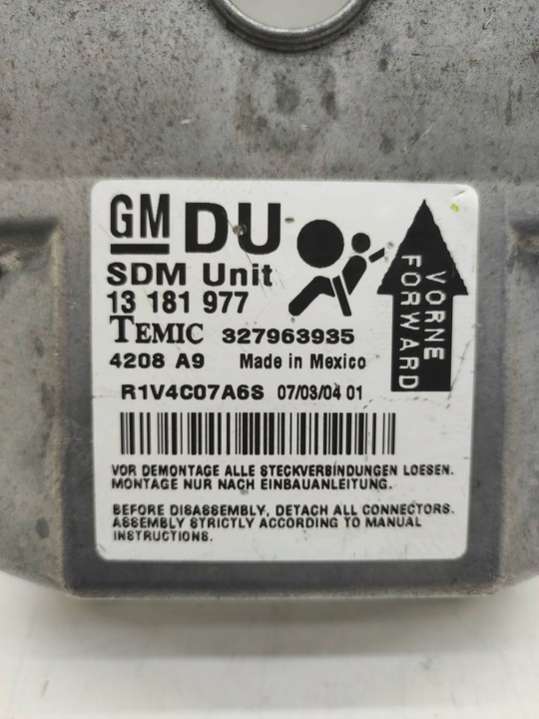 GM DU
SDM Unit
13 181 977
TEMIC 327963935
4208 A9 Made in Mexico
R1V4C07A6S 07/03/04 01
VORNE
FORWARD
VOR DEMONTAGE ALLE STECKVERBINDUNGEN LOESEN.
MONTAGE NUR NACH EINBAUANLEITUNG.
BEFORE DISASSEMBLY, DETACH ALL CONNECTORS.
ASSEMBLY STRICTLY ACCORDING TO MANUAL
INSTRUCTIONS.